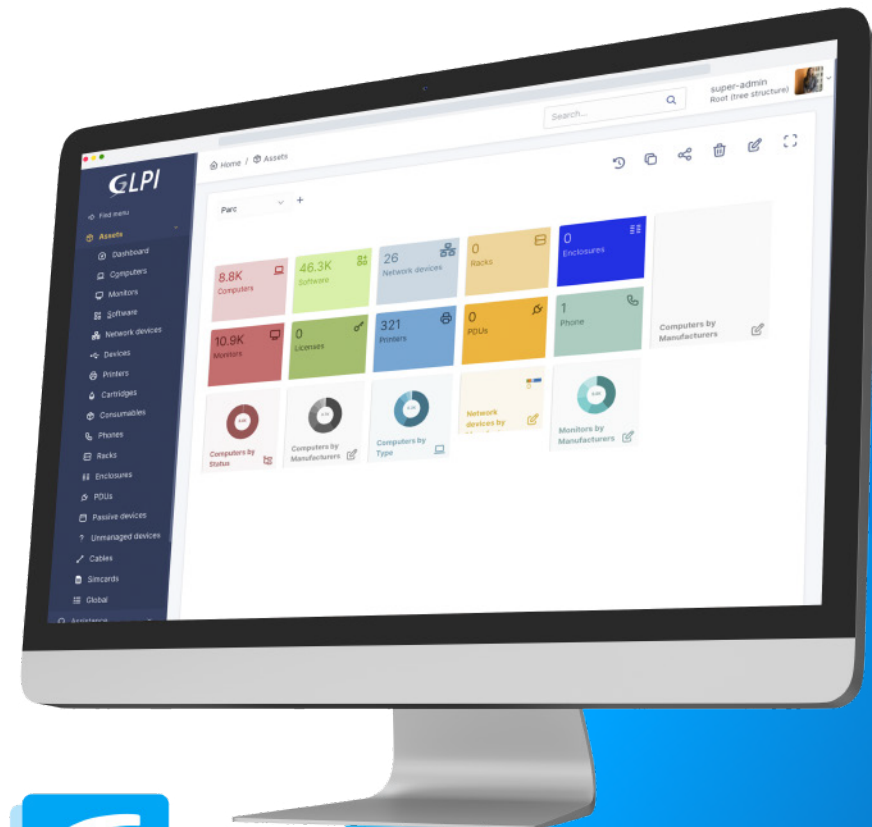 super-admin
Root (tree structure)
Search...
GLPI
Home / Assets
Find menu
Parc
+
Assets
Dashboard
Computers
Monitors
Software
Network devices
Devices
Printers
Cartridges
Consumables
Phones
Racks
Enclosures
PDUs
Passive devices
? Unmanaged devices
Cables
Simcards
Global
Assistance
8.8K
Computers
46.3K
Software
26
Network devices
0
Racks
0
Enclosures
10.9K
Monitors
0
Licenses
321
Printers
0
PDUs
1
Phone
Computers by
Manufacturers
Computers by
Status
Computers by
Manufacturers
Computers by
Type
Network
devices by
Monitors by
Manufacturers